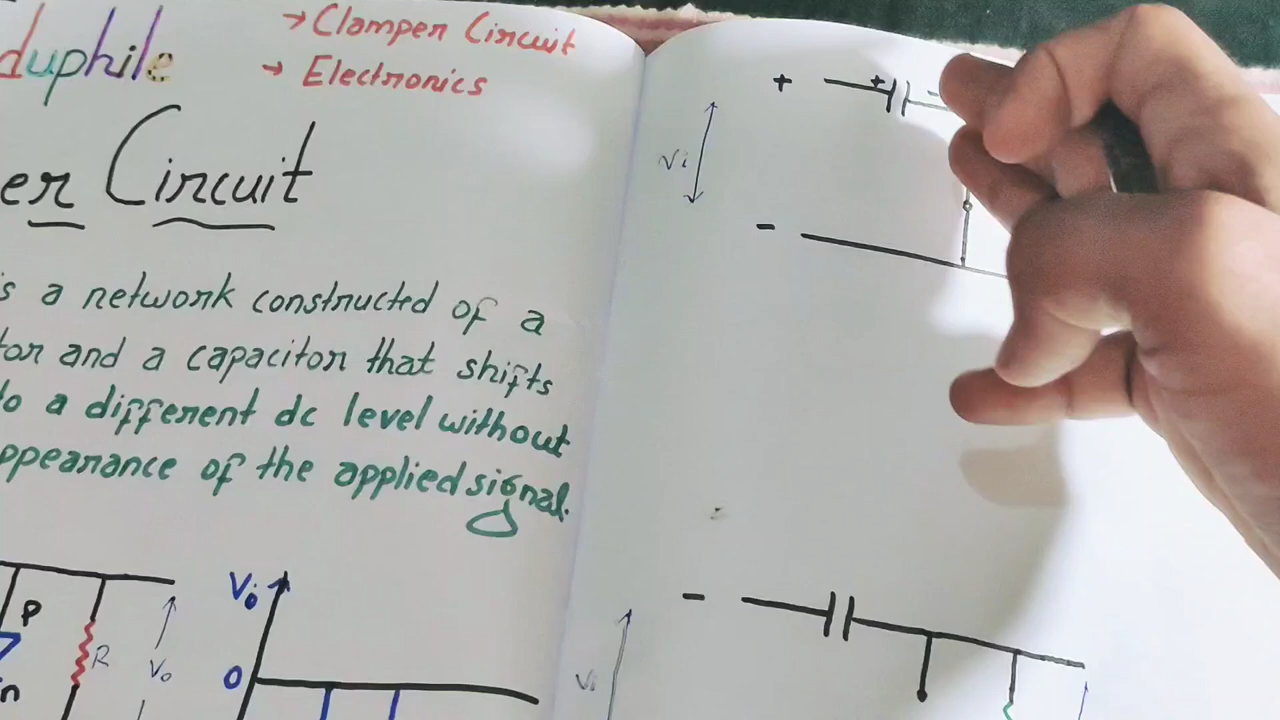 duphile
→ Clamper Circuit
→ Electronics
er Circuit
s a network constructed of a
tor and a capacitor that shifts
to a different dc level without
ppearance of the applied signal.
P
n
R
Vo
Vo
0
+ + -
Vi
-
-
Vi